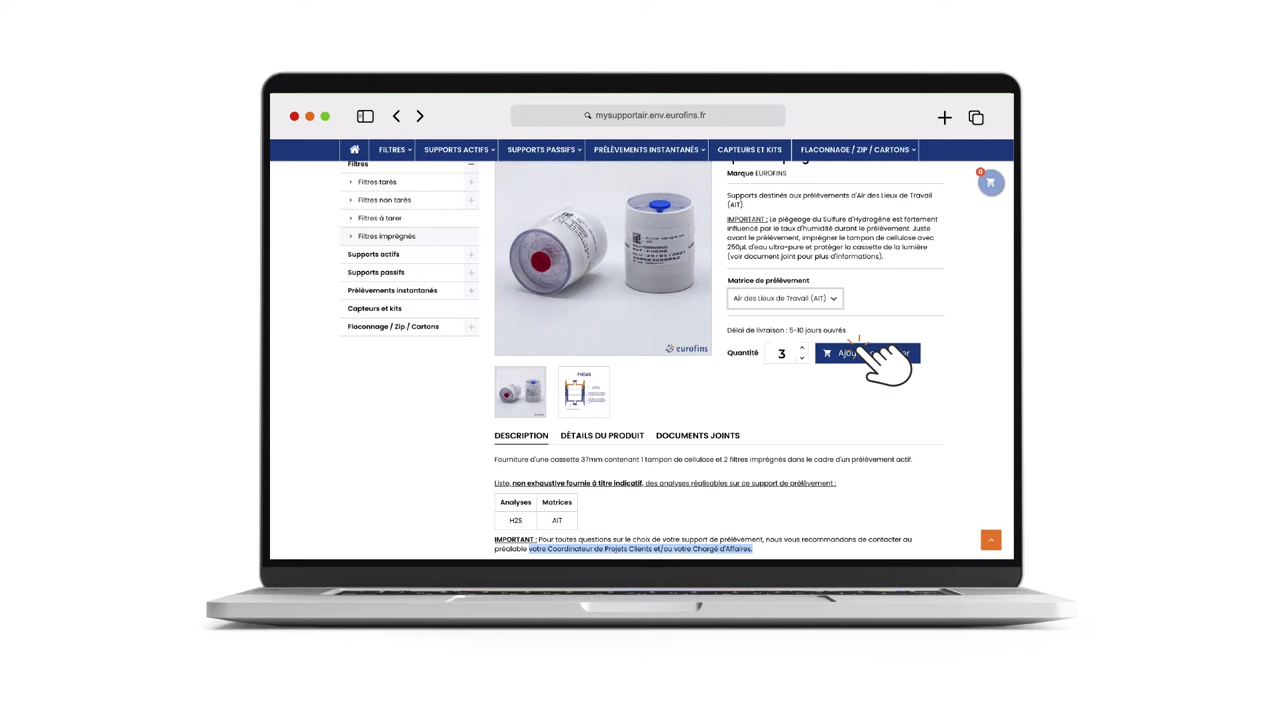 mysupportair.env.eurofins.fr
FILTRES
SUPPORTS ACTIFS
SUPPORTS PASSIFS
PRÉLÈVEMENTS INSTANTANÉS
CAPTEURS ET KITS
FLACONNAGE / ZIP / CARTONS
Filtres
Filtres tarés
Filtres non tarés
Filtres à tarer
Filtres imprégnés
Supports actifs
Supports passifs
Prélèvements instantanés
Capteurs et kits
Flaconnage / Zip / Cartons
eurofins
FHCAG
Marque EUROFINS
Supports destinés aux prélèvements d'Air des Lieux de Travail
(AIT).
IMPORTANT : Le piégeage du Sulfure d'Hydrogène est fortement
influencé par le taux d'humidité durant le prélèvement. Juste
avant le prélèvement, imprégner le tampon de cellulose avec
250µL d'eau ultra-pure et protéger la cassette de la lumière
(voir document joint pour plus d'informations).
Matrice de prélèvement
Air des Lieux de Travail (AIT)
Délai de livraison : 5-10 jours ouvrés
Quantité 3
0
DESCRIPTION DÉTAILS DU PRODUIT DOCUMENTS JOINTS
Fourniture d'une cassette 37mm contenant 1 tampon de cellulose et 2 filtres imprégnés dans le cadre d'un prélèvement actif.
Liste, non exhaustive fournie à titre indicatif, des analyses réalisables sur ce support de prélèvement :
Analyses Matrices
H2S AIT
IMPORTANT : Pour toutes questions sur le choix de votre support de prélèvement, nous vous recommandons de contacter au
préalable votre Coordinateur de Projets Clients et/ou votre Chargé d'Affaires.